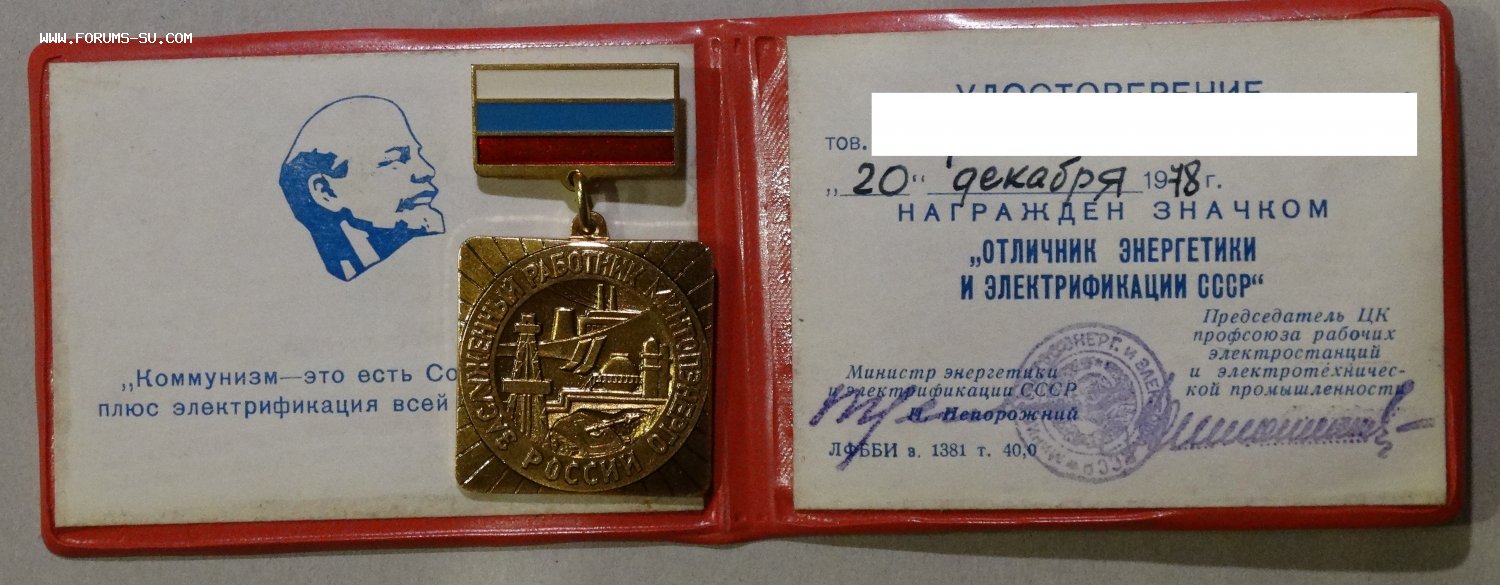 WWW.FORUMS-SU.COM
„Коммунизм—это есть Со
плюс электрификация всей
ЗАСЛУЖЕННЫЙ РАБОТНИК МИНТОПЭНЕРГО
РОССИИ
УДОСТОВЕРЕНИЕ
тов.
„20“ декабря 1978 г.
НАГРАЖДЕН ЗНАЧКОМ
„ОТЛИЧНИК ЭНЕРГЕТИКИ
И ЭЛЕКТРИФИКАЦИИ СССР“
Министр энергетики
и электрификации СССР
П. Непорожний
Председатель ЦК
профсоюза рабочих
электростанций
и электротехничес-
кой промышленности
ЛФББИ з. 1381 т. 40,0